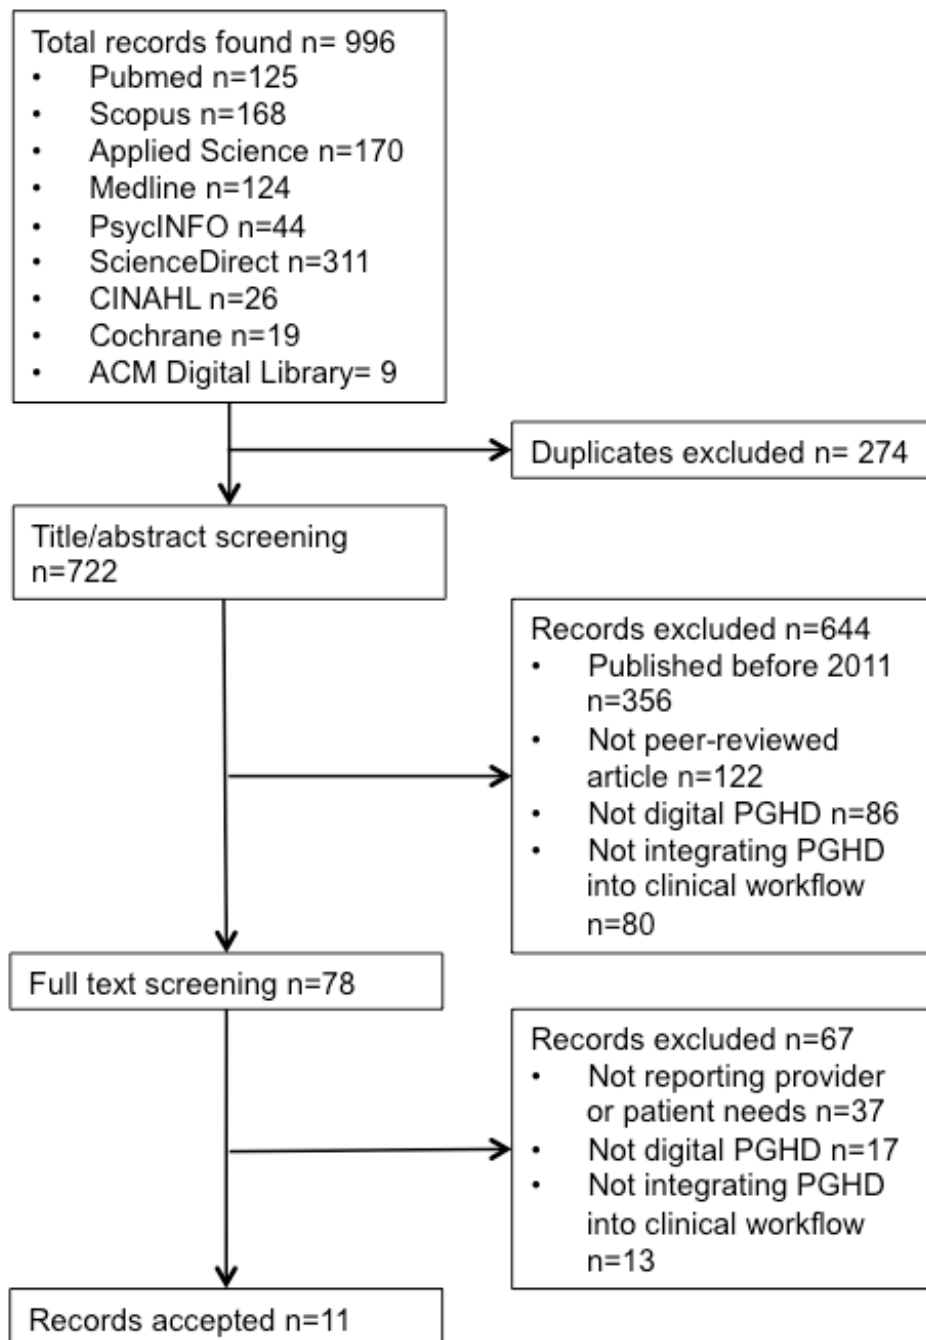 Total records found n= 996
• Pubmed n=125
• Scopus n=168
• Applied Science n=170
• Medline n=124
• PsycINFO n=44
• ScienceDirect n=311
• CINAHL n=26
• Cochrane n=19
• ACM Digital Library= 9
Duplicates excluded n= 274
Title/abstract screening
n=722
Records excluded n=644
• Published before 2011
n=356
• Not peer-reviewed
article n=122
• Not digital PGHD n=86
• Not integrating PGHD
into clinical workflow
n=80
Full text screening n=78
Records excluded n=67
• Not reporting provider
or patient needs n=37
• Not digital PGHD n=17
• Not integrating PGHD
into clinical workflow
n=13
Records accepted n=11